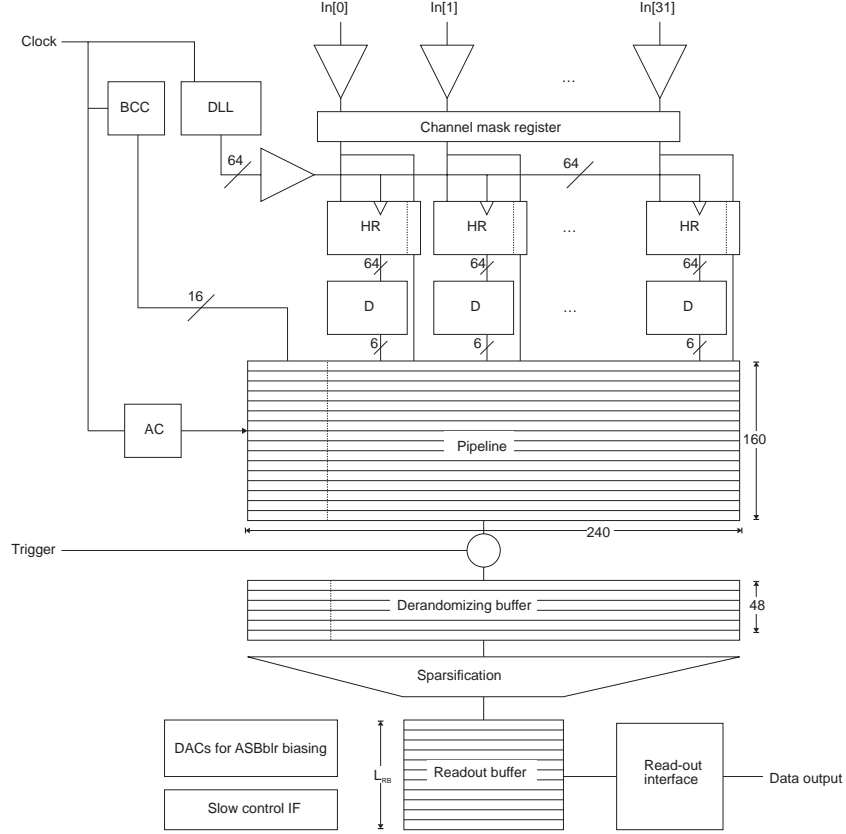 In[0] In[1] In[31]
Clock
...
BCC DLL
Channel mask register
64 64
HR HR ... HR
64 64 64
D D ... D
16
6 6 6
AC
Pipeline
160
240
Trigger
Derandomizing buffer
48
Sparsification
DACs for ASBblr biasing
L_RB
Readout buffer
Read-out
interface
Data output
Slow control IF